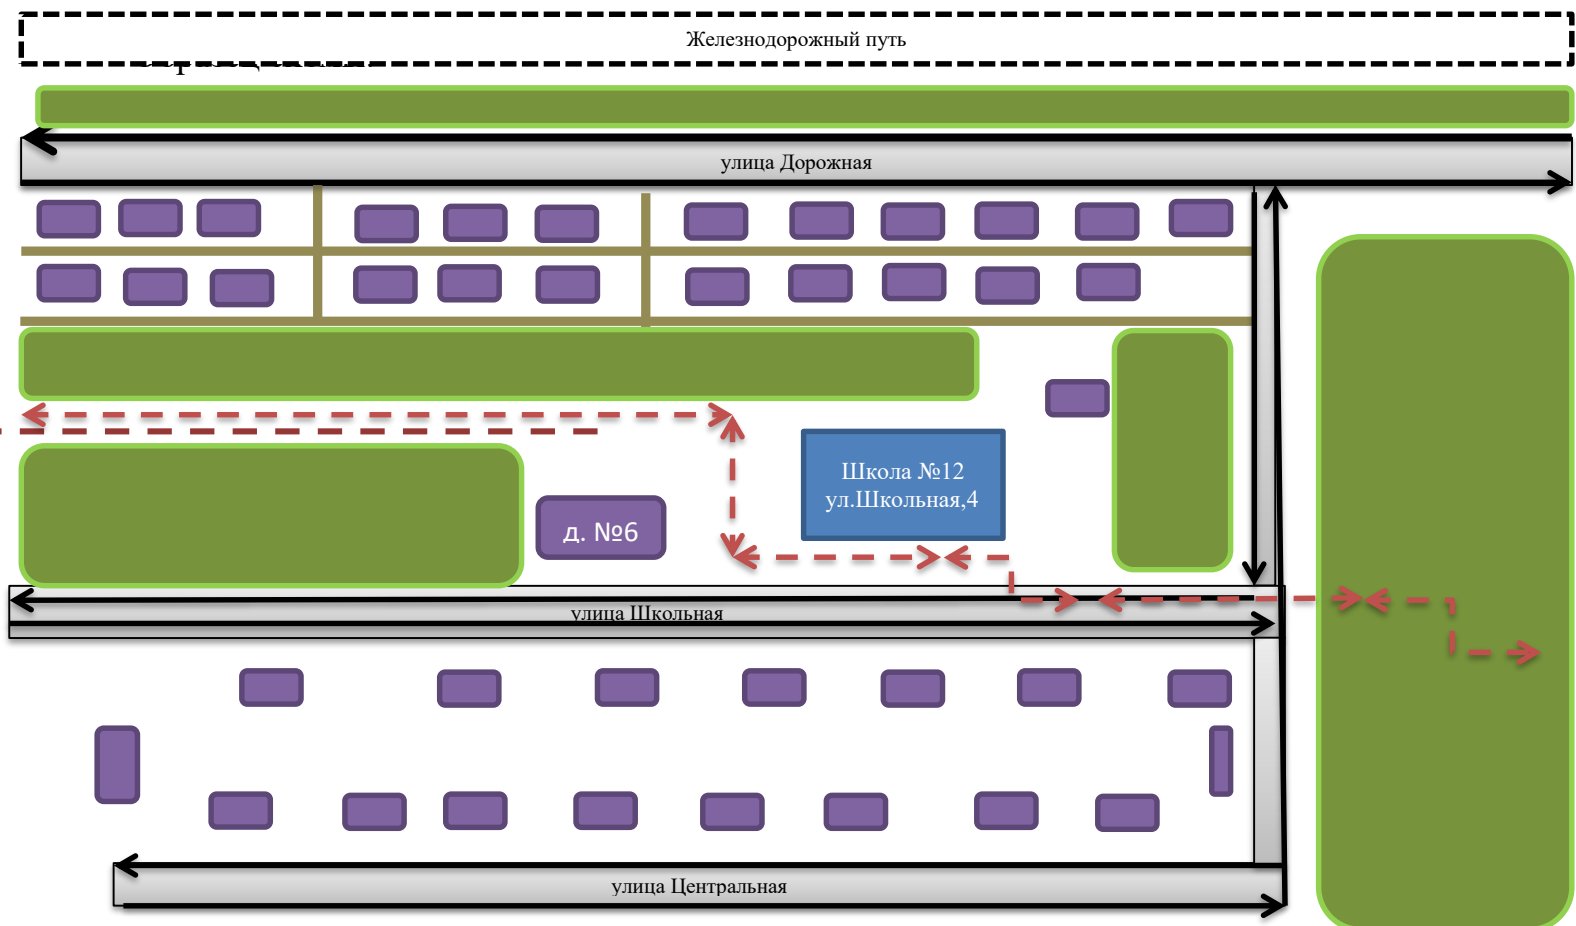 Железнодорожный путь
улица Дорожная
Школа №12
ул.Школьная,4
д. №6
улица Школьная
улица Центральная